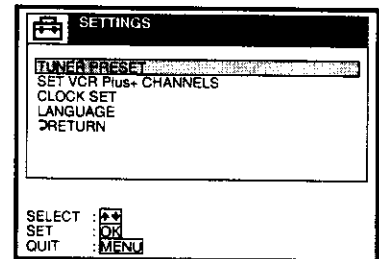 SETTINGS
TUNER PRESET
SET VCR Plus+ CHANNELS
CLOCK SET
LANGUAGE
RETURN
SELECT :
SET : OK
QUIT : MENU